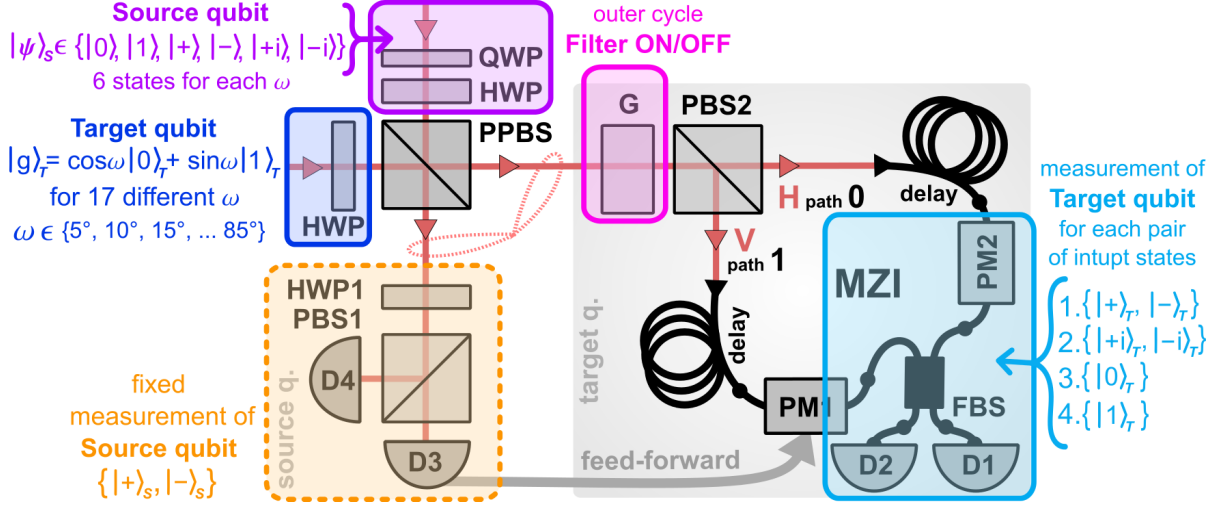 Source qubit
|ψ⟩S ∈ {|0⟩, |1⟩, |+⟩, |−⟩, |+i⟩, |−i⟩}
6 states for each ω
QWP
HWP
outer cycle
Filter ON/OFF
Target qubit
|g⟩T = cosω|0⟩T + sinω|1⟩T
for 17 different ω
ω ϵ {5°, 10°, 15°, ... 85°}
HWP
PPBS
G
PBS2
H path 0
delay
V
path 1
delay
measurement of
Target qubit
for each pair
of intupt states
1.{|+⟩T, |−⟩T}
2.{|+i⟩T, |−i⟩T}
3.{|0⟩T}
4.{|1⟩T}
MZI
PM2
PM1
FBS
D2
D1
target q.
feed-forward
HWP1
PBS1
D4
D3
source q.
fixed
measurement of
Source qubit
{|+⟩S, |−⟩S}